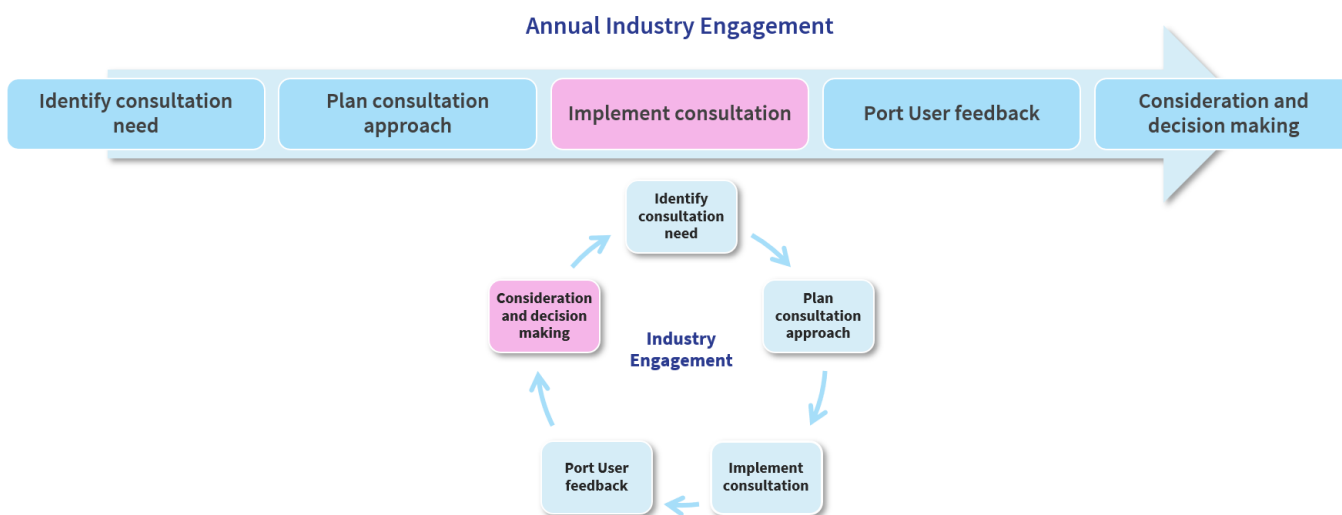 Annual Industry Engagement
Identify consultation
need
Plan consultation
approach
Implement consultation
Port User feedback
Consideration and
decision making
Identify
consultation
need
Plan
consultation
approach
Implement
consultation
Port User
feedback
Consideration
and decision
making
Industry
Engagement